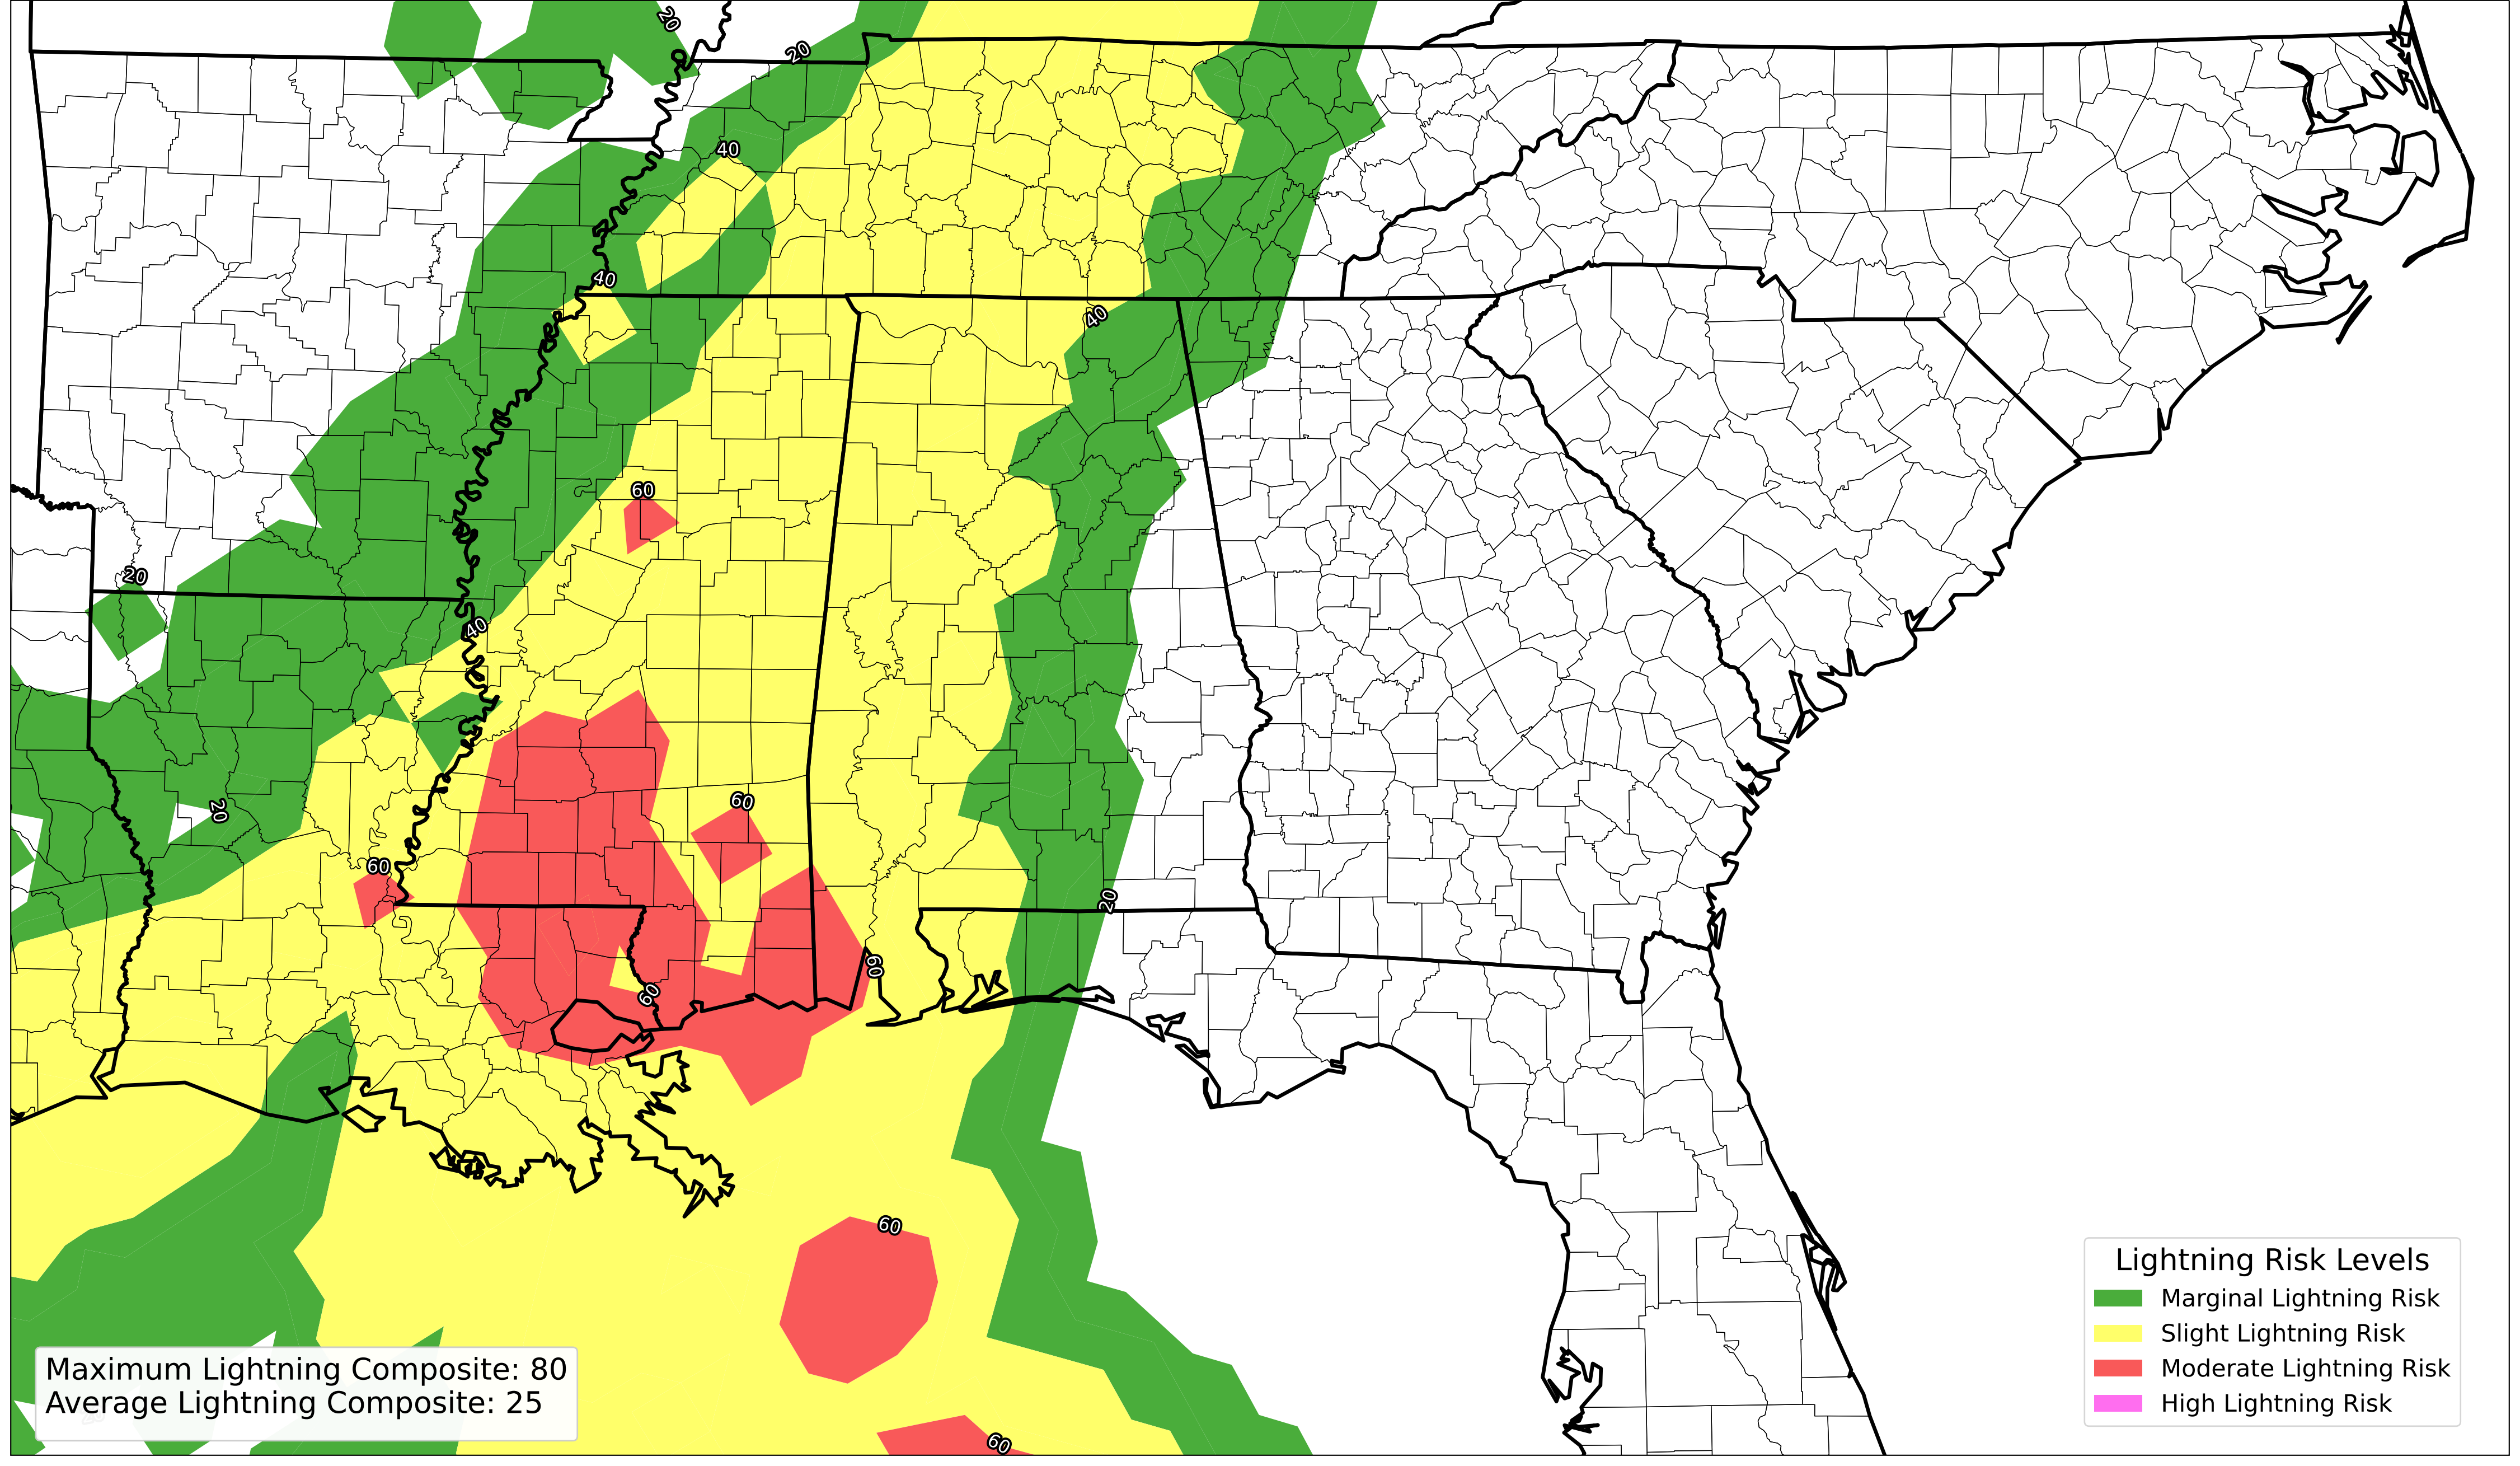 20
20
40
40
40
60
20
40
60
20
60
20
60
60
60
60
Lightning Risk Levels
Marginal Lightning Risk
Slight Lightning Risk
Moderate Lightning Risk
High Lightning Risk
Maximum Lightning Composite: 80
Average Lightning Composite: 25